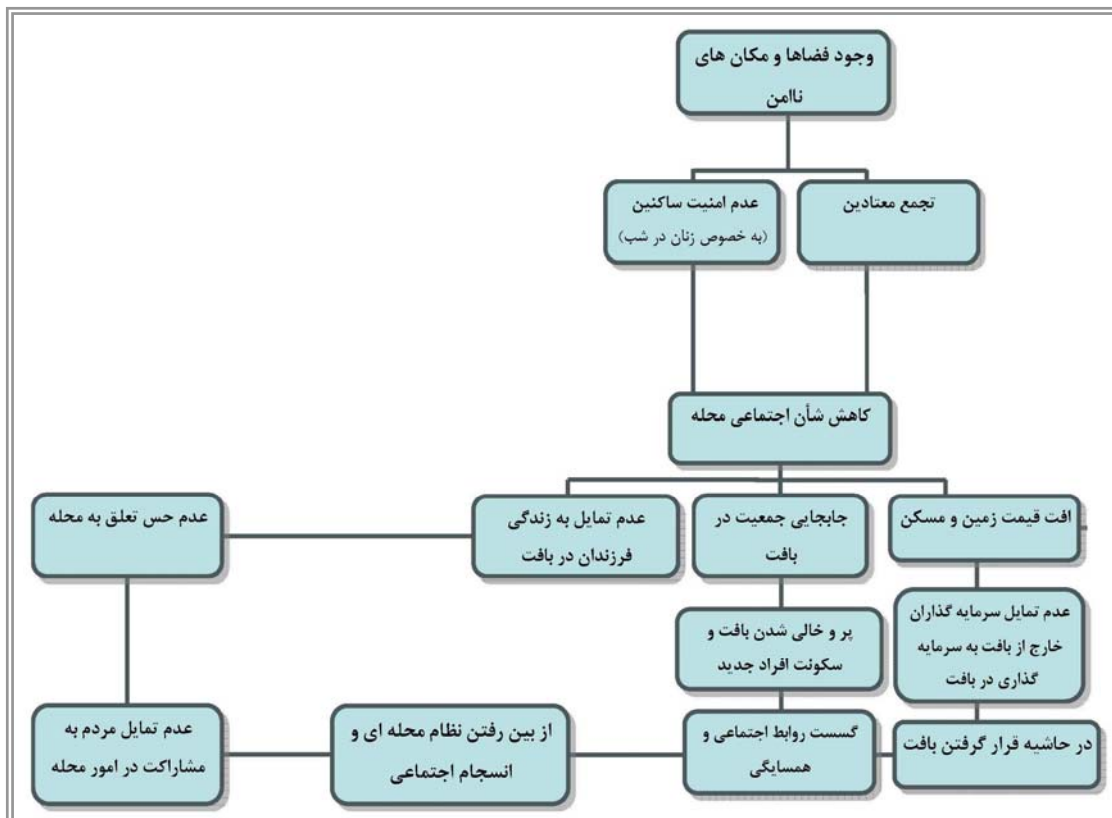 وجود فضاها و مکان های
ناامن
تجمع معتادین
عدم امنیت ساکنین
(به خصوص زنان در شب)
کاهش شأن اجتماعی محله
افت قیمت زمین و مسکن
جابجایی جمعیت در
بافت
عدم تمایل به زندگی
فرزندان در بافت
عدم حس تعلق به محله
عدم تمایل سرمایه گذاران
خارج از بافت به سرمایه
گذاری در بافت
پر و خالی شدن بافت و
سکونت افراد جدید
در حاشیه قرار گرفتن بافت
گسست روابط اجتماعی و
همسایگی
از بین رفتن نظام محله ای و
انسجام اجتماعی
عدم تمایل مردم به
مشاراکت در امور محله